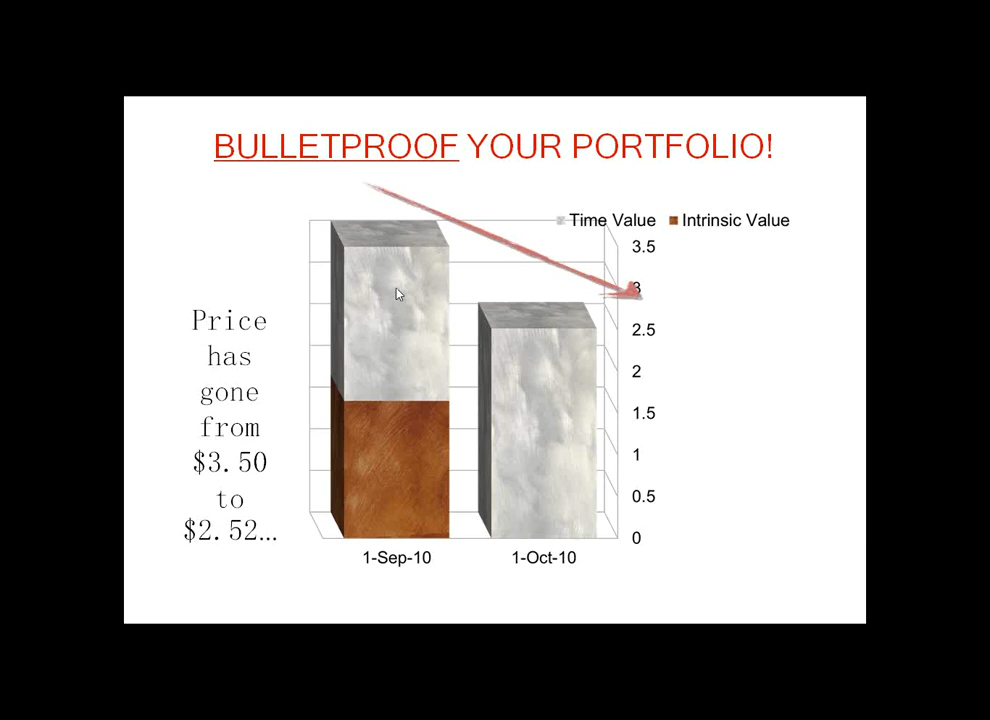 BULLETPROOF YOUR PORTFOLIO!
Time Value Intrinsic Value
3.5
3
2.5
2
1.5
1
0.5
0
Price
has
gone
from
$3.50
to
$2.52…
1-Sep-10 1-Oct-10